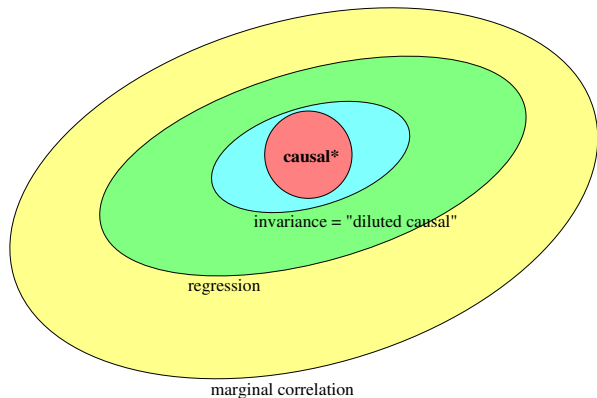 causal*
invariance = "diluted causal"
regression
marginal correlation